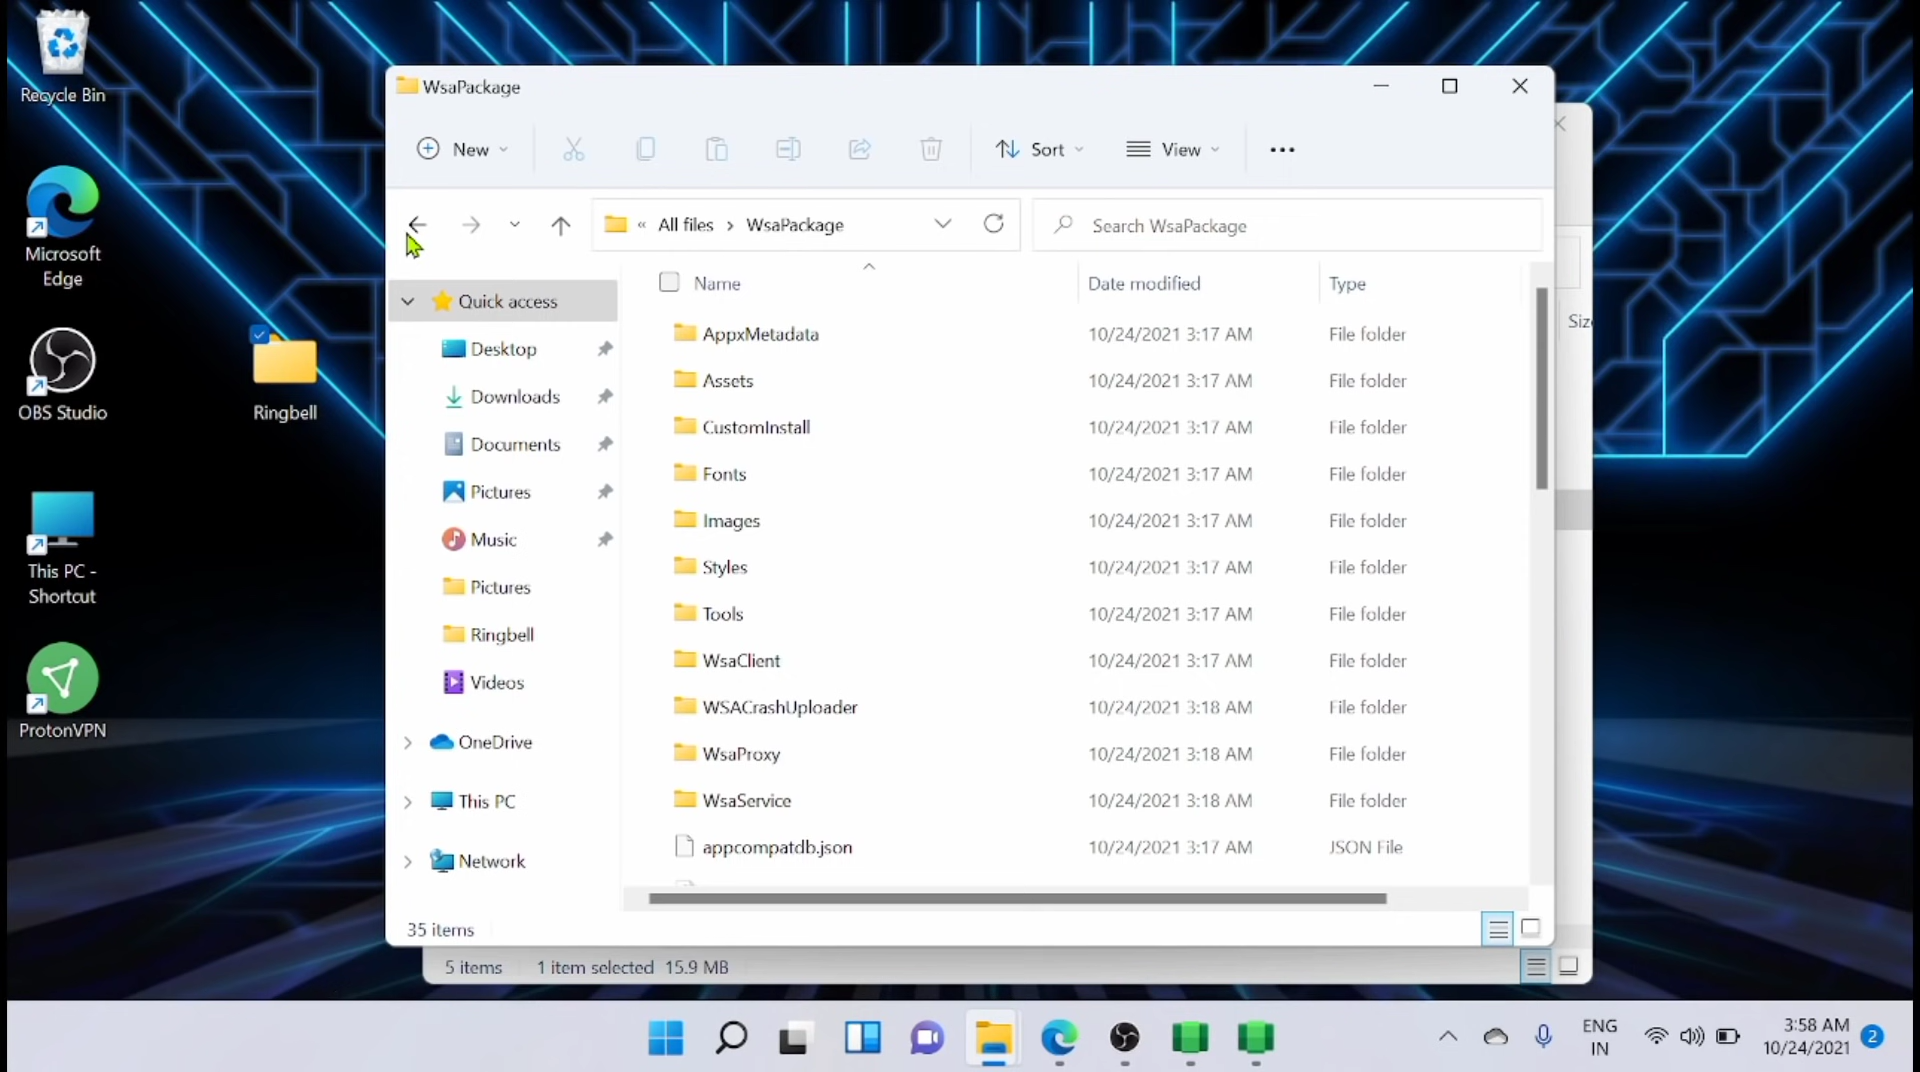 Recycle Bin
Microsoft
Edge
OBS Studio
Ringbell
This PC -
Shortcut
ProtonVPN
WsaPackage
New
Sort
View
« All files > WsaPackage
Search WsaPackage
Name
Date modified
Type
Siz
Quick access
Desktop
Downloads
Documents
Pictures
Music
Pictures
Ringbell
Videos
OneDrive
This PC
Network
AppxMetadata 10/24/2021 3:17 AM File folder
Assets 10/24/2021 3:17 AM File folder
CustomInstall 10/24/2021 3:17 AM File folder
Fonts 10/24/2021 3:17 AM File folder
Images 10/24/2021 3:17 AM File folder
Styles 10/24/2021 3:17 AM File folder
Tools 10/24/2021 3:17 AM File folder
WsaClient 10/24/2021 3:17 AM File folder
WSACrashUploader 10/24/2021 3:18 AM File folder
WsaProxy 10/24/2021 3:18 AM File folder
WsaService 10/24/2021 3:18 AM File folder
appcompatdb.json 10/24/2021 3:17 AM JSON File
35 items
5 items 1 item selected 15.9 MB
ENG
IN
3:58 AM
10/24/2021
2